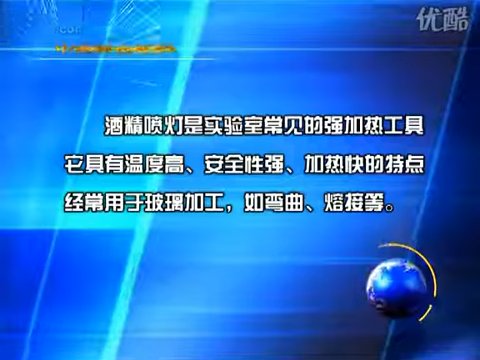 优酷
酒精喷灯是实验室常见的强加热工具
它具有温度高、安全性强、加热快的特点
经常用于玻璃加工，如弯曲、熔接等。